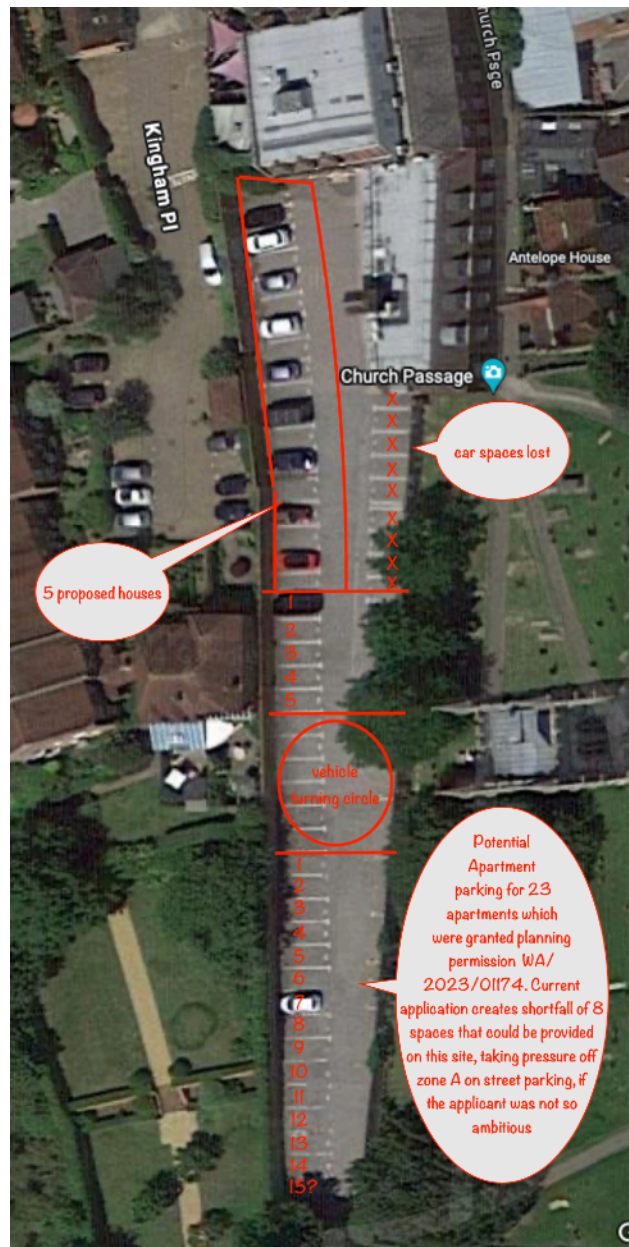 Church Psge
Kingham Pl
Antelope House
Church Passage
X
X
X
X
X
X
X
X
X
car spaces lost
5 proposed houses
1
2
3
4
5
vehicle
turning circle
1
2
3
4
5
6
7
8
9
10
11
12
13
14
15?
Potential
Apartment
parking for 23
apartments which
were granted planning
permission WA/
2023/01174. Current
application creates shortfall of 8
spaces that could be provided
on this site, taking pressure off
zone A on street parking, if
the applicant was not so
ambitious